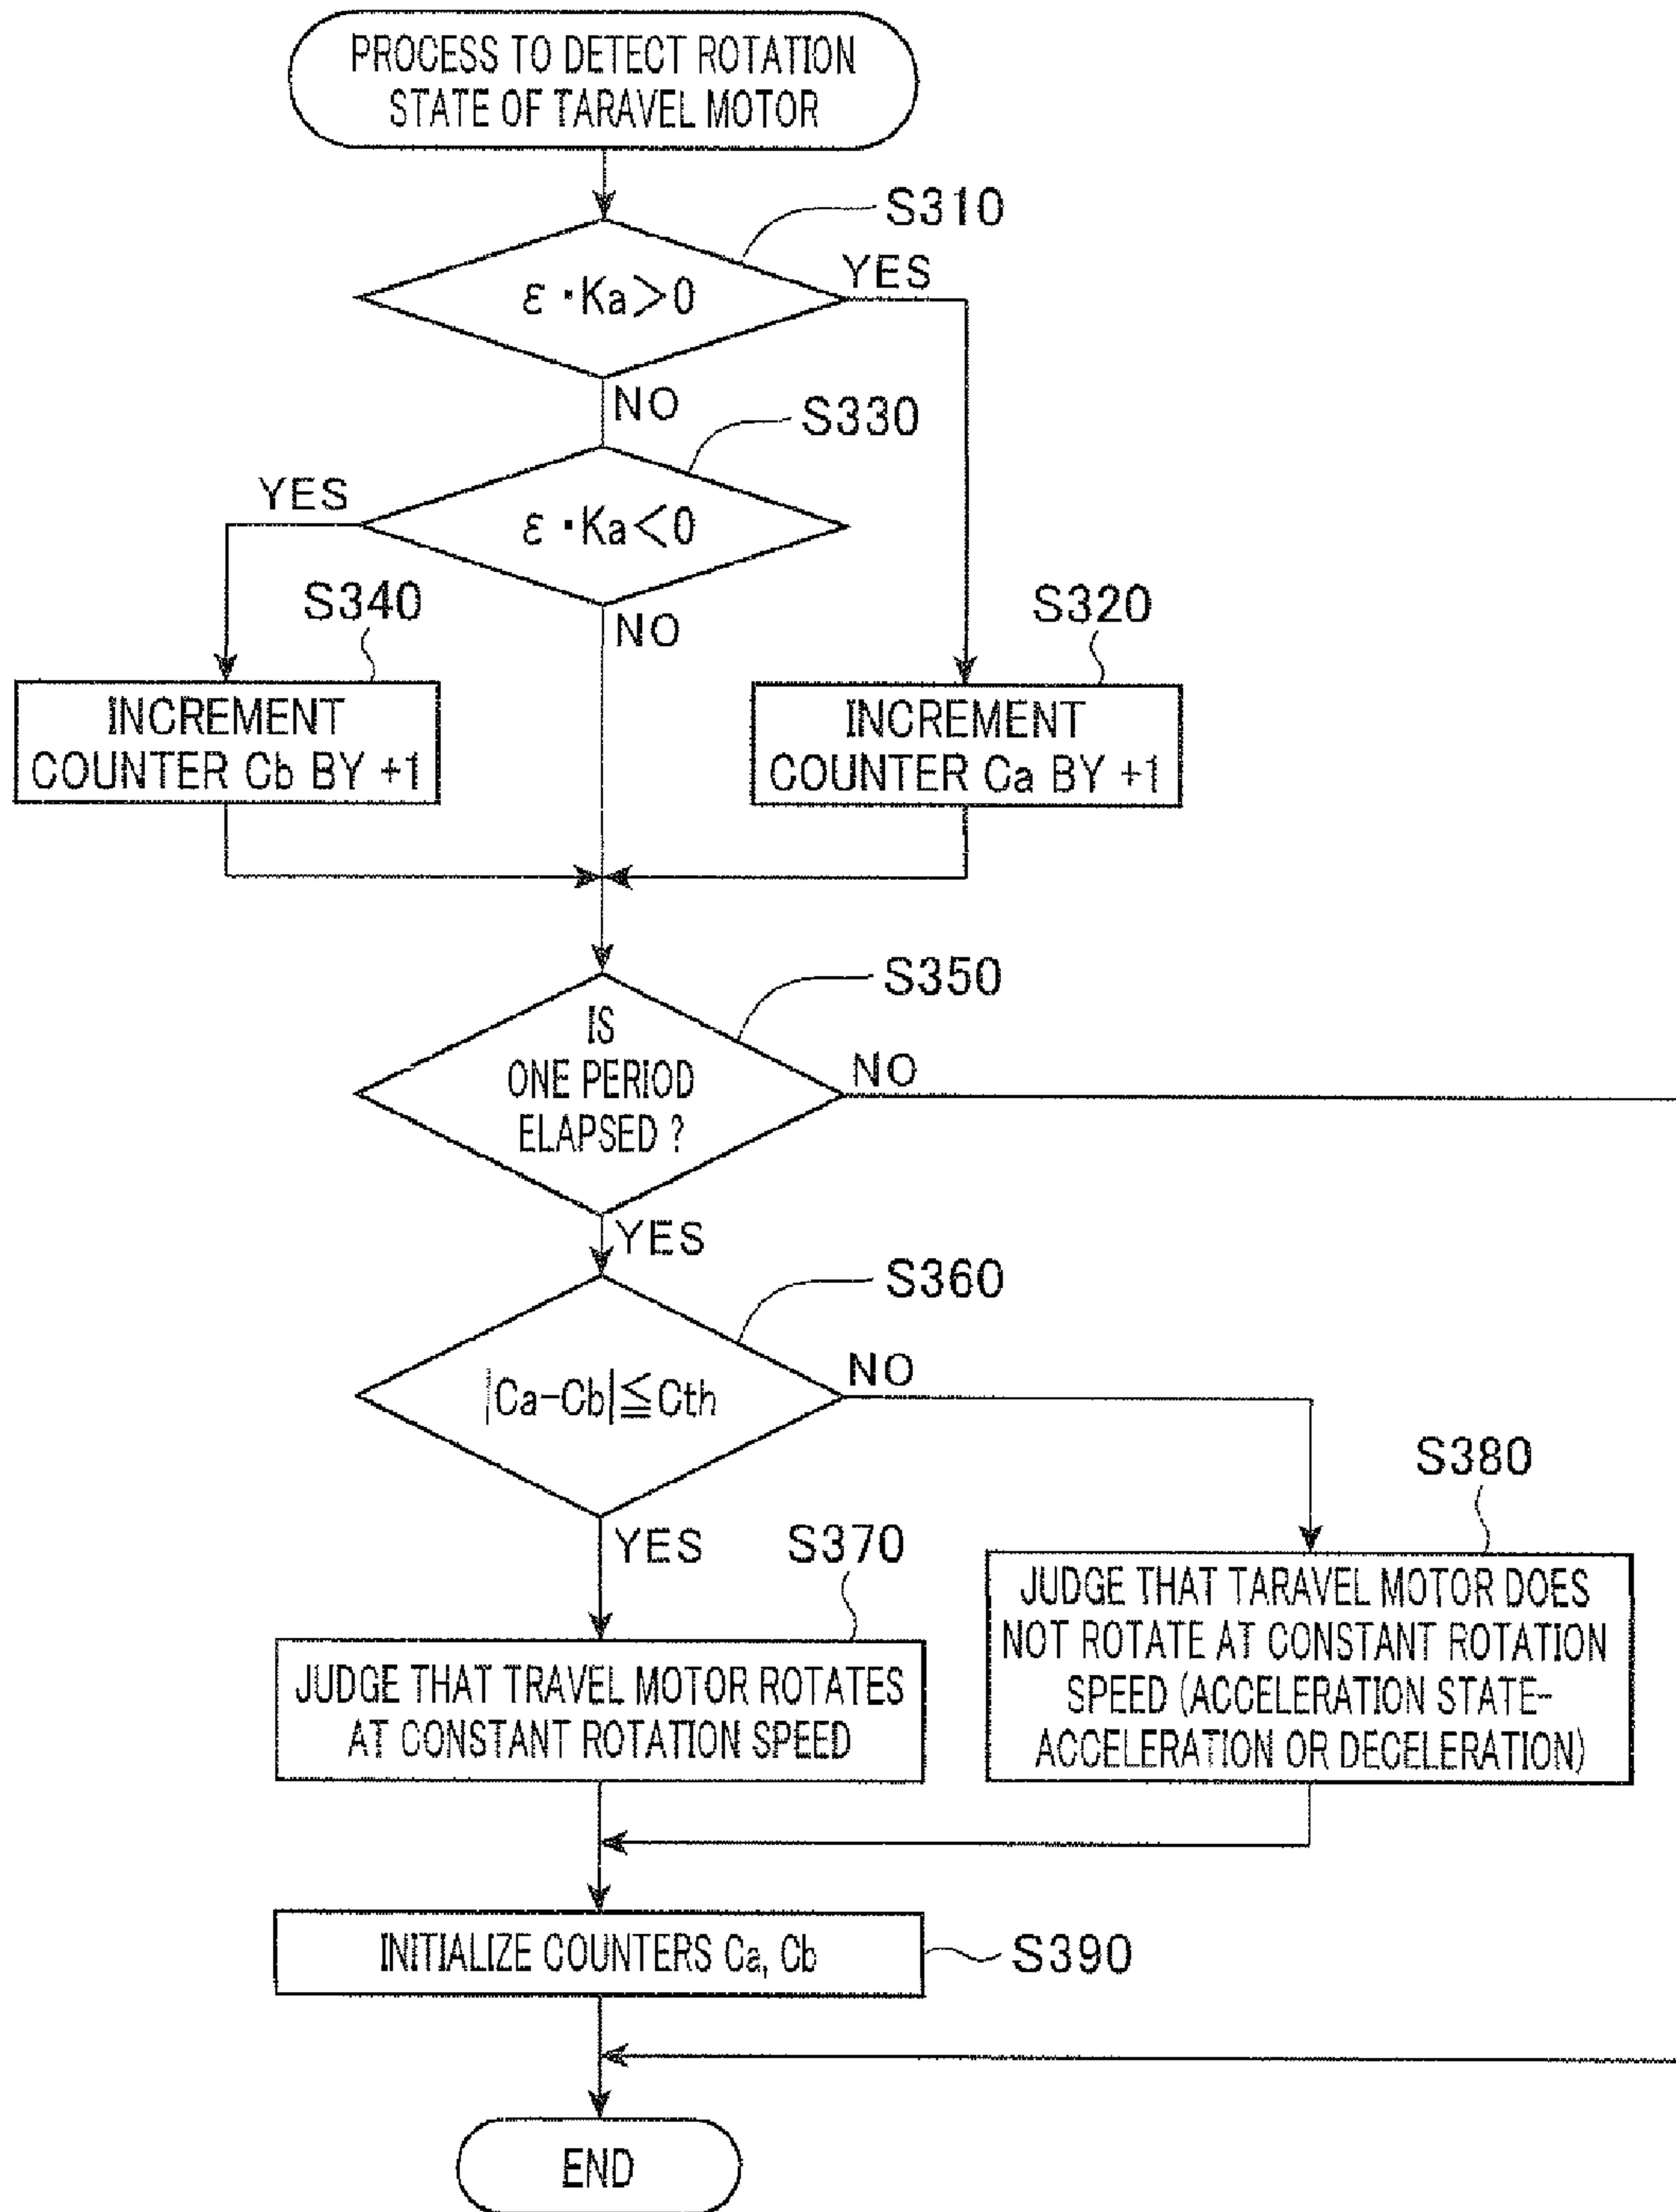 PROCESS TO DETECT ROTATION
STATE OF TARAVEL MOTOR
S310
ε・Ka>0
YES
NO
S330
ε・Ka<0
YES
NO
S340
INCREMENT
COUNTER Cb BY +1
S320
INCREMENT
COUNTER Ca BY +1
S350
IS
ONE PERIOD
ELAPSED ?
NO
YES
S360
|Ca-Cb|≦Cth
NO
YES
S370
JUDGE THAT TRAVEL MOTOR ROTATES
AT CONSTANT ROTATION SPEED
S380
JUDGE THAT TARAVEL MOTOR DOES
NOT ROTATE AT CONSTANT ROTATION
SPEED (ACCELERATION STATE-
ACCELERATION OR DECELERATION)
INITIALIZE COUNTERS Ca, Cb
S390
END